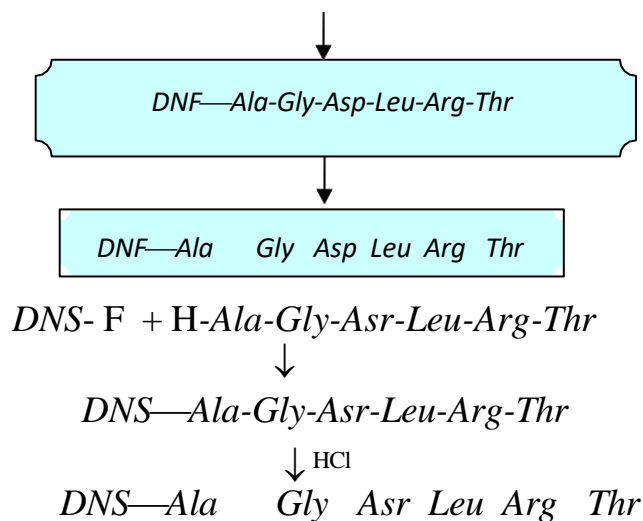 DNF—Ala-Gly-Asp-Leu-Arg-Thr
DNF—Ala Gly Asp Leu Arg Thr
DNS- F + H-Ala-Gly-Asr-Leu-Arg-Thr
↓
DNS—Ala-Gly-Asr-Leu-Arg-Thr
↓ HCl
DNS—Ala Gly Asr Leu Arg Thr